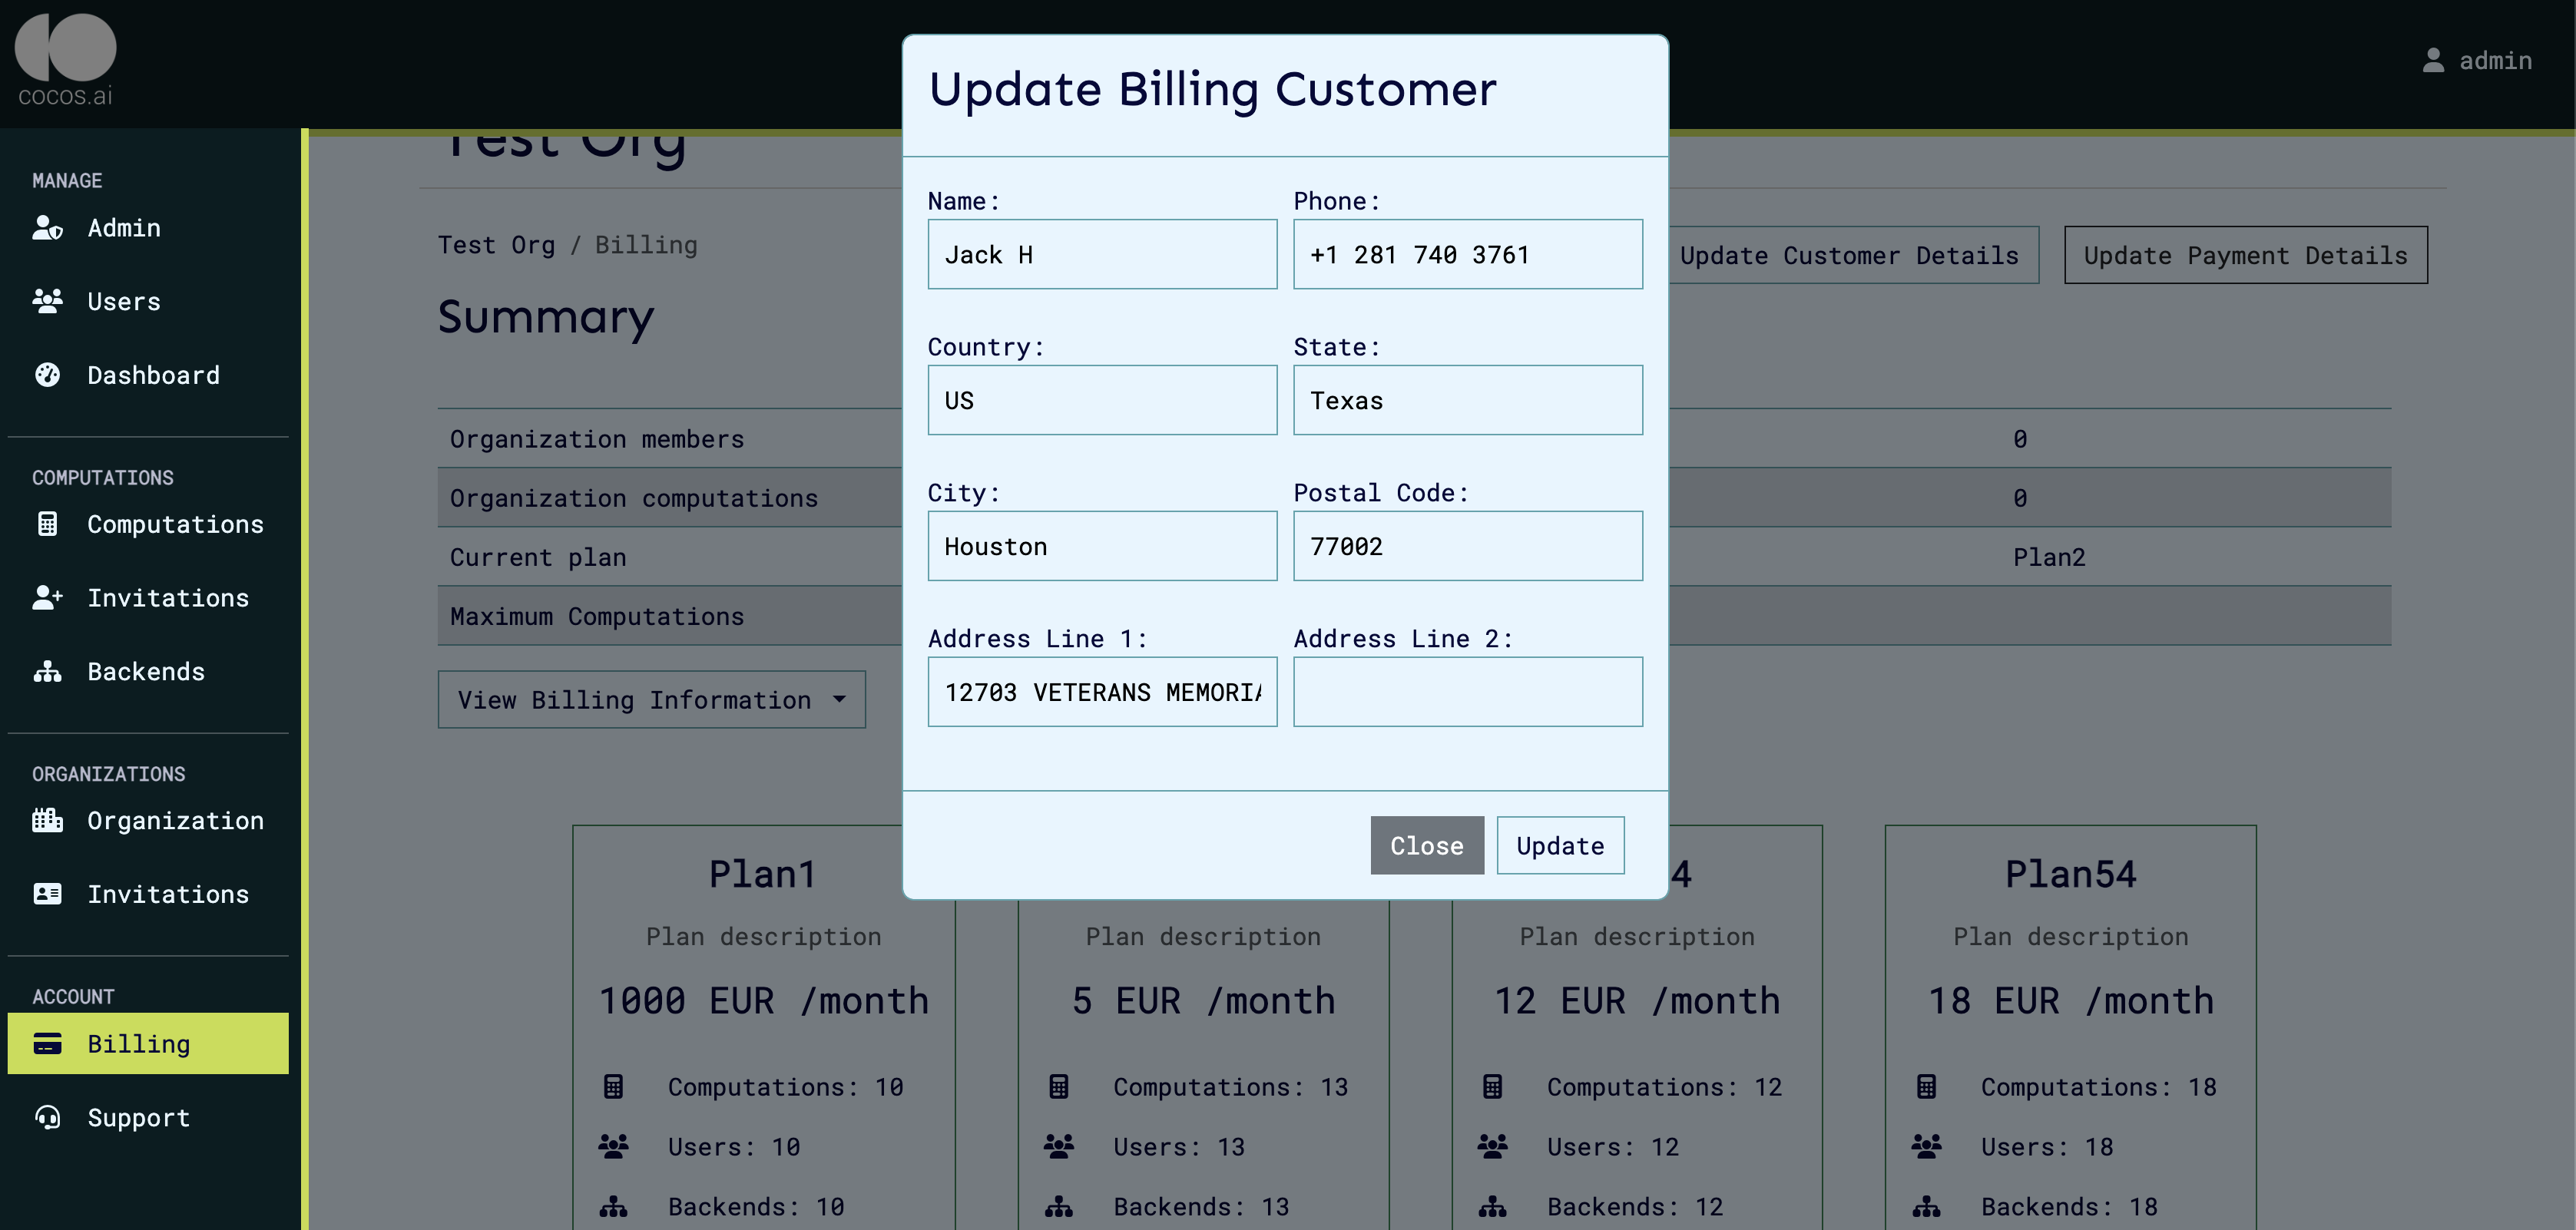 cocos.ai
admin
MANAGE
Admin
Users
Dashboard
COMPUTATIONS
Computations
Invitations
Backends
ORGANIZATIONS
Organization
Invitations
ACCOUNT
Billing
Support
Test Org
Test Org / Billing
Update Customer Details
Update Payment Details
Summary
Organization members 0
Organization computations 0
Current plan Plan2
Maximum Computations
View Billing Information
Update Billing Customer
Name: Phone:
Jack H +1 281 740 3761
Country: State:
US Texas
City: Postal Code:
Houston 77002
Address Line 1: Address Line 2:
12703 VETERANS
Close Update
Plan1
Plan description
1000 EUR /month
Computations: 10
Users: 10
Backends: 10
Plan description
5 EUR /month
Computations: 13
Users: 13
Backends: 13
4
Plan description
12 EUR /month
Computations: 12
Users: 12
Backends: 12
Plan54
Plan description
18 EUR /month
Computations: 18
Users: 18
Backends: 18